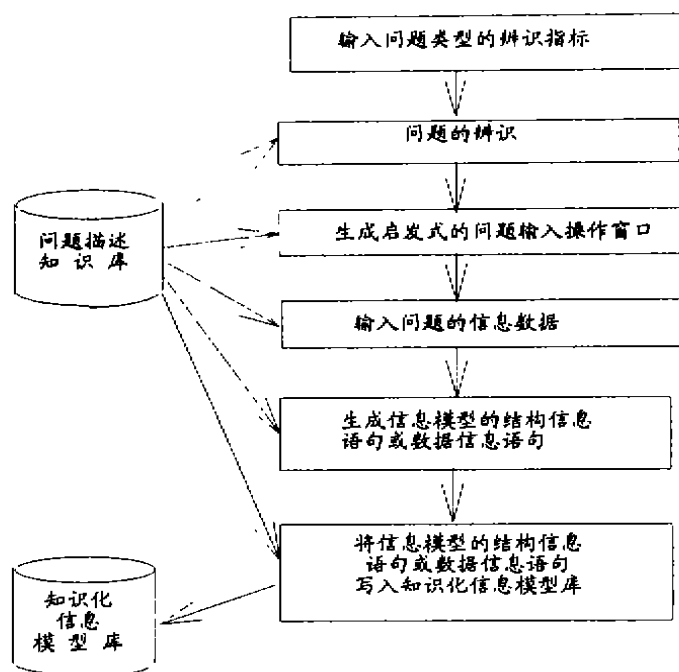 输入问题类型的辨识指标
问题的辨识
问题描述
知识库
生成启发式的问题输入操作窗口
输入问题的信息数据
生成信息模型的结构信息
语句或数据信息语句
将信息模型的结构信息
语句或数据信息语句
写入知识化信息模型库
知识化
信息
模型库